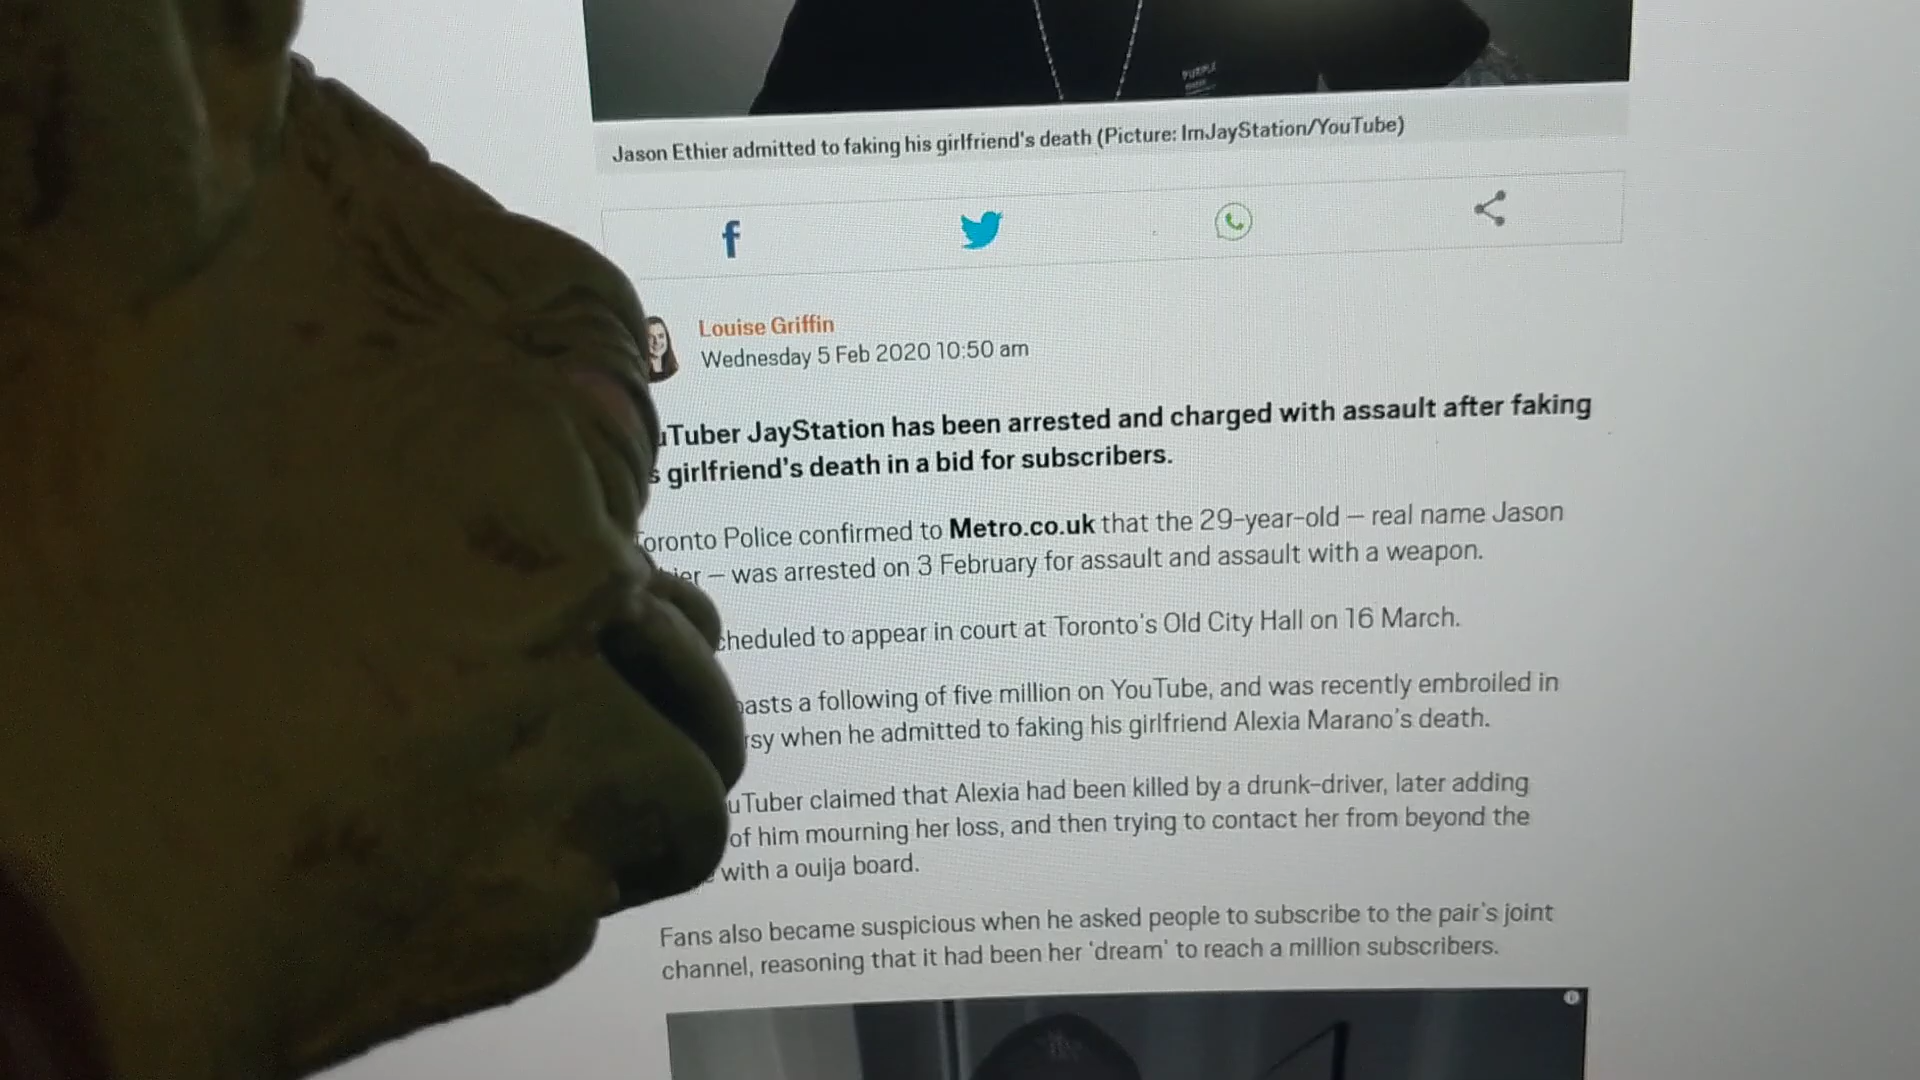 PURPLE
Jason Ethier admitted to faking his girlfriend's death (Picture: ImJayStation/YouTube)
f
Louise Griffin
Wednesday 5 Feb 2020 10:50 am
uTuber JayStation has been arrested and charged with assault after faking
s girlfriend's death in a bid for subscribers.
Toronto Police confirmed to Metro.co.uk that the 29-year-old – real name Jason
ier – was arrested on 3 February for assault and assault with a weapon.
cheduled to appear in court at Toronto's Old City Hall on 16 March.
oasts a following of five million on YouTube, and was recently embroiled in
rsy when he admitted to faking his girlfriend Alexia Marano's death.
uTuber claimed that Alexia had been killed by a drunk-driver, later adding
of him mourning her loss, and then trying to contact her from beyond the
with a ouija board.
Fans also became suspicious when he asked people to subscribe to the pair's joint
channel, reasoning that it had been her 'dream' to reach a million subscribers.